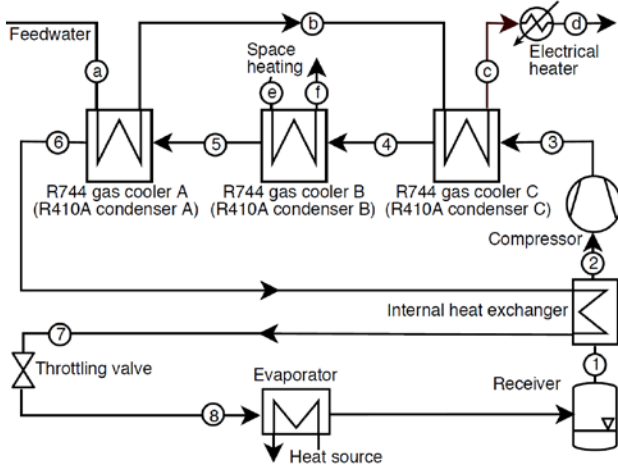 Feedwater
a
b
c
d
Electrical
heater
Space
heating
e
f
6
5
4
3
R744 gas cooler A
(R410A condenser A)
R744 gas cooler B
(R410A condenser B)
R744 gas cooler C
(R410A condenser C)
Compressor
2
Internal heat exchanger
7
1
Throttling valve
Evaporator
Receiver
8
Heat source